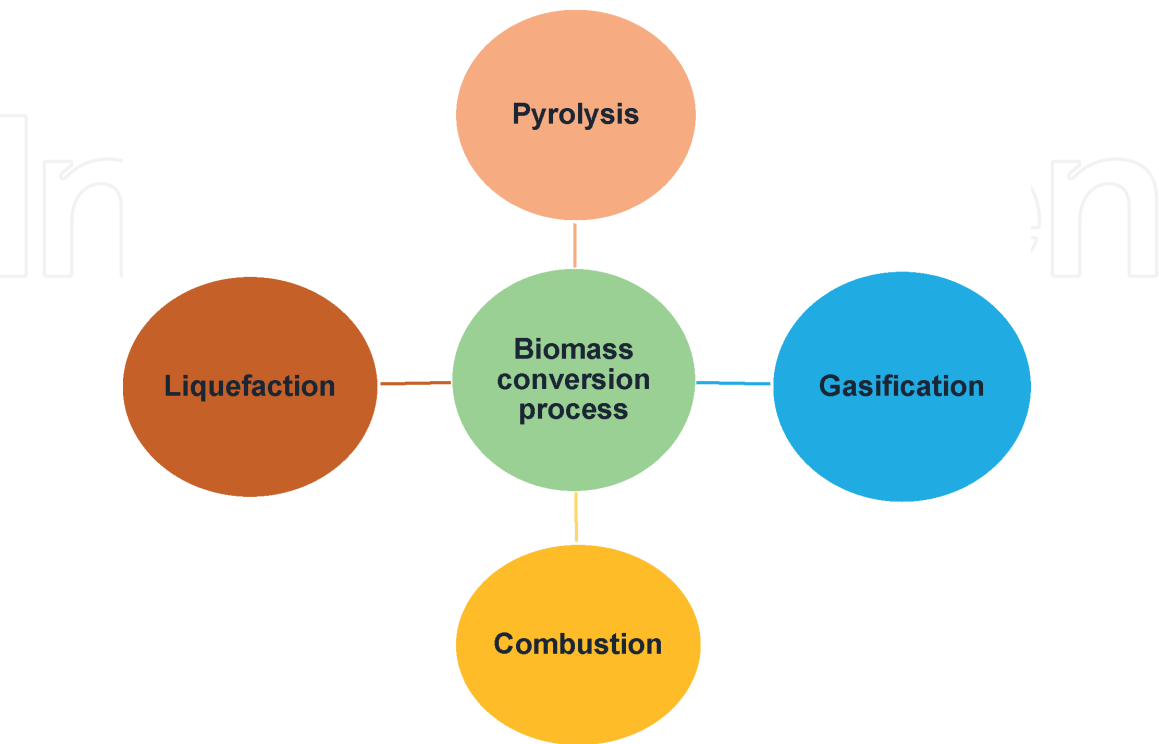 Pyrolysis
Liquefaction
Biomass
conversion
process
Gasification
Combustion